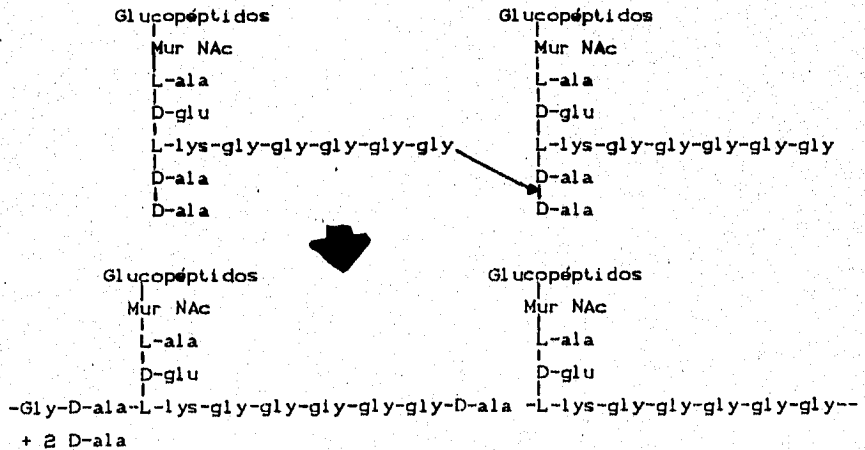 Glucopéptidos Glucopéptidos
Mur NAc Mur NAc
L-ala L-ala
D-glu D-glu
L-lys-gly-gly-gly-gly-gly L-lys-gly-gly-gly-gly-gly
D-ala D-ala
D-ala D-ala
Glucopéptidos Glucopéptidos
Mur NAc Mur NAc
L-ala L-ala
D-glu D-glu
-Gly-D-ala-L-lys-gly-gly-gly-gly-gly-D-ala -L-lys-gly-gly-gly-gly-gly--
+ 2 D-ala